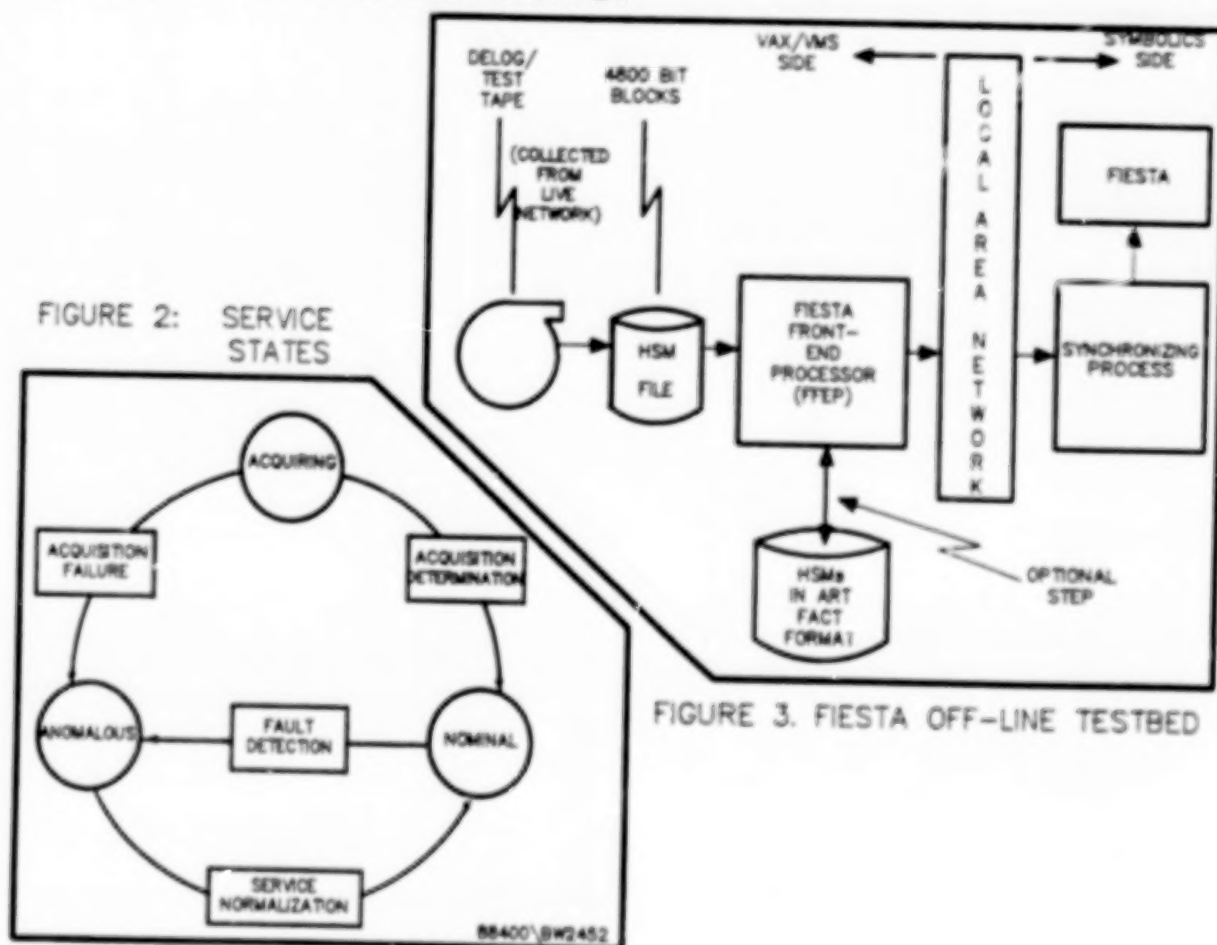 DELOG/
TEST
TAPE
(COLLECTED
FROM
LIVE
NETWORK)
4800 BIT
BLOCKS
VAX/VMS
SIDE
SYMBOLICS
SIDE
LOCAL AREA NETWORK
HSM
FILE
FIESTA
FRONT-
END
PROCESSOR
(FFEP)
FIESTA
SYNCHRONIZING
PROCESS
HSMs
IN ART
FACT
FORMAT
OPTIONAL
STEP
FIGURE 3. FIESTA OFF-LINE TESTBED
FIGURE 2: SERVICE
STATES
ACQUIRING
ACQUISITION
FAILURE
ACQUISITION
DETERMINATION
ANOMALOUS
FAULT
DETECTION
NOMINAL
SERVICE
NORMALIZATION
88400\BW2452